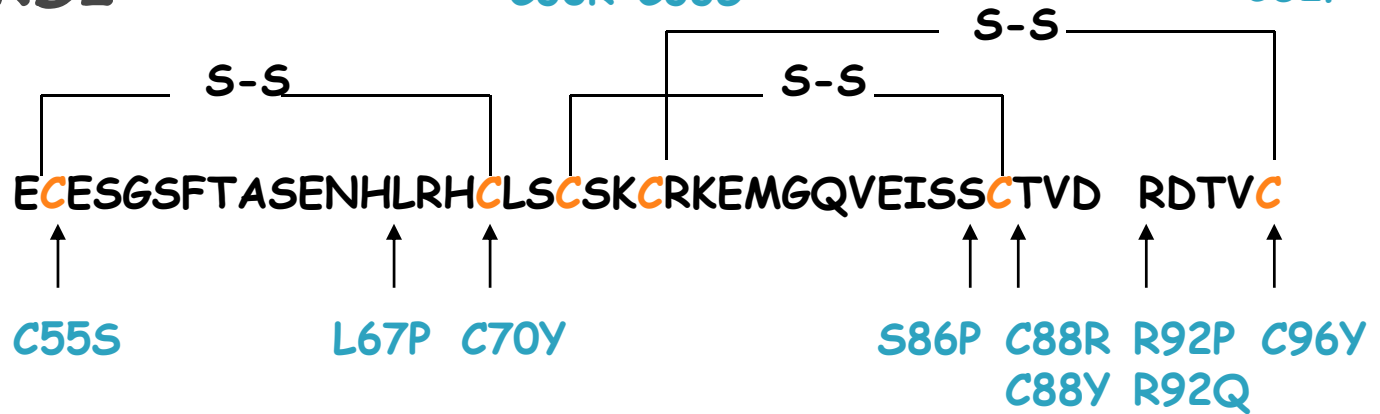 S-S
S-S S-S
ECESGSFTASENHLRHCLSCSKCRKEMGQVEISSCTVD RDTVC
C55S L67P C70Y S86P C88R R92P C96Y
C88Y R92Q